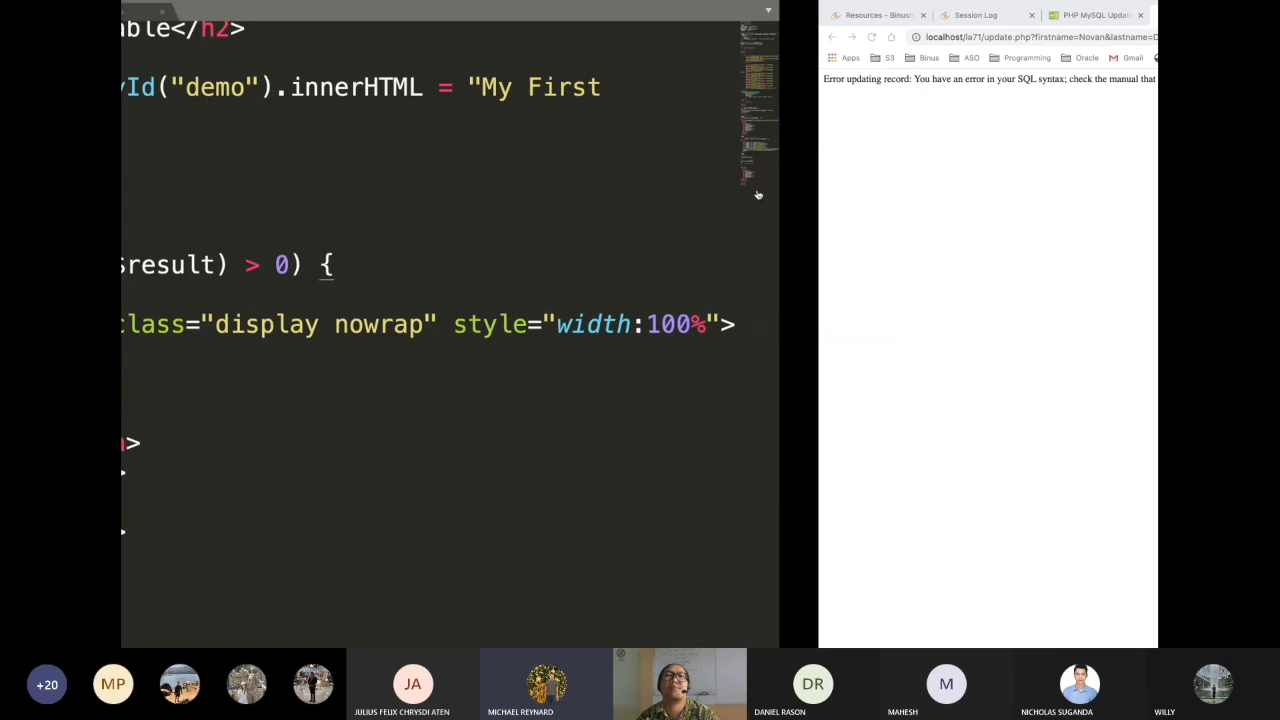 able</h2>
yId("demo").innerHTML = "My First
$result) > 0) {
class="display nowrap" style="width:100%">
>
>
>
Resources – Binusm
Session Log
PHP MySQL Updat
localhost/la71/update.php?firstname=Novan&lastname=D
Apps
S3
Binus
ASO
Programming
Oracle
Gmail
Error updating record: You have an error in your SQL syntax; check the manual that
+20
MP
JA
DR
M
JULIUS FELIX CHRYSDI ATEN
MICHAEL REYNARD
DANIEL RASON
MAHESH
NICHOLAS SUGANDA
WILLY